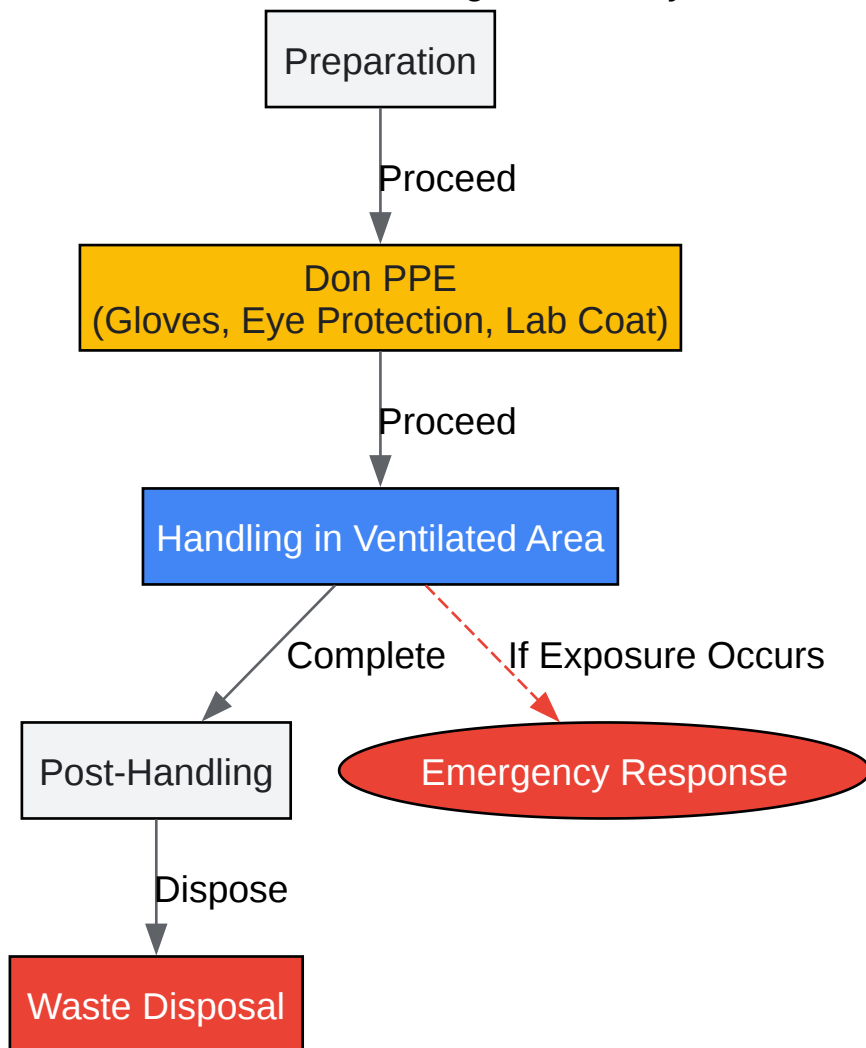 Preparation
Proceed
Don PPE
(Gloves, Eye Protection, Lab Coat)
Proceed
Handling in Ventilated Area
Complete
If Exposure Occurs
Post-Handling
Emergency Response
Dispose
Waste Disposal